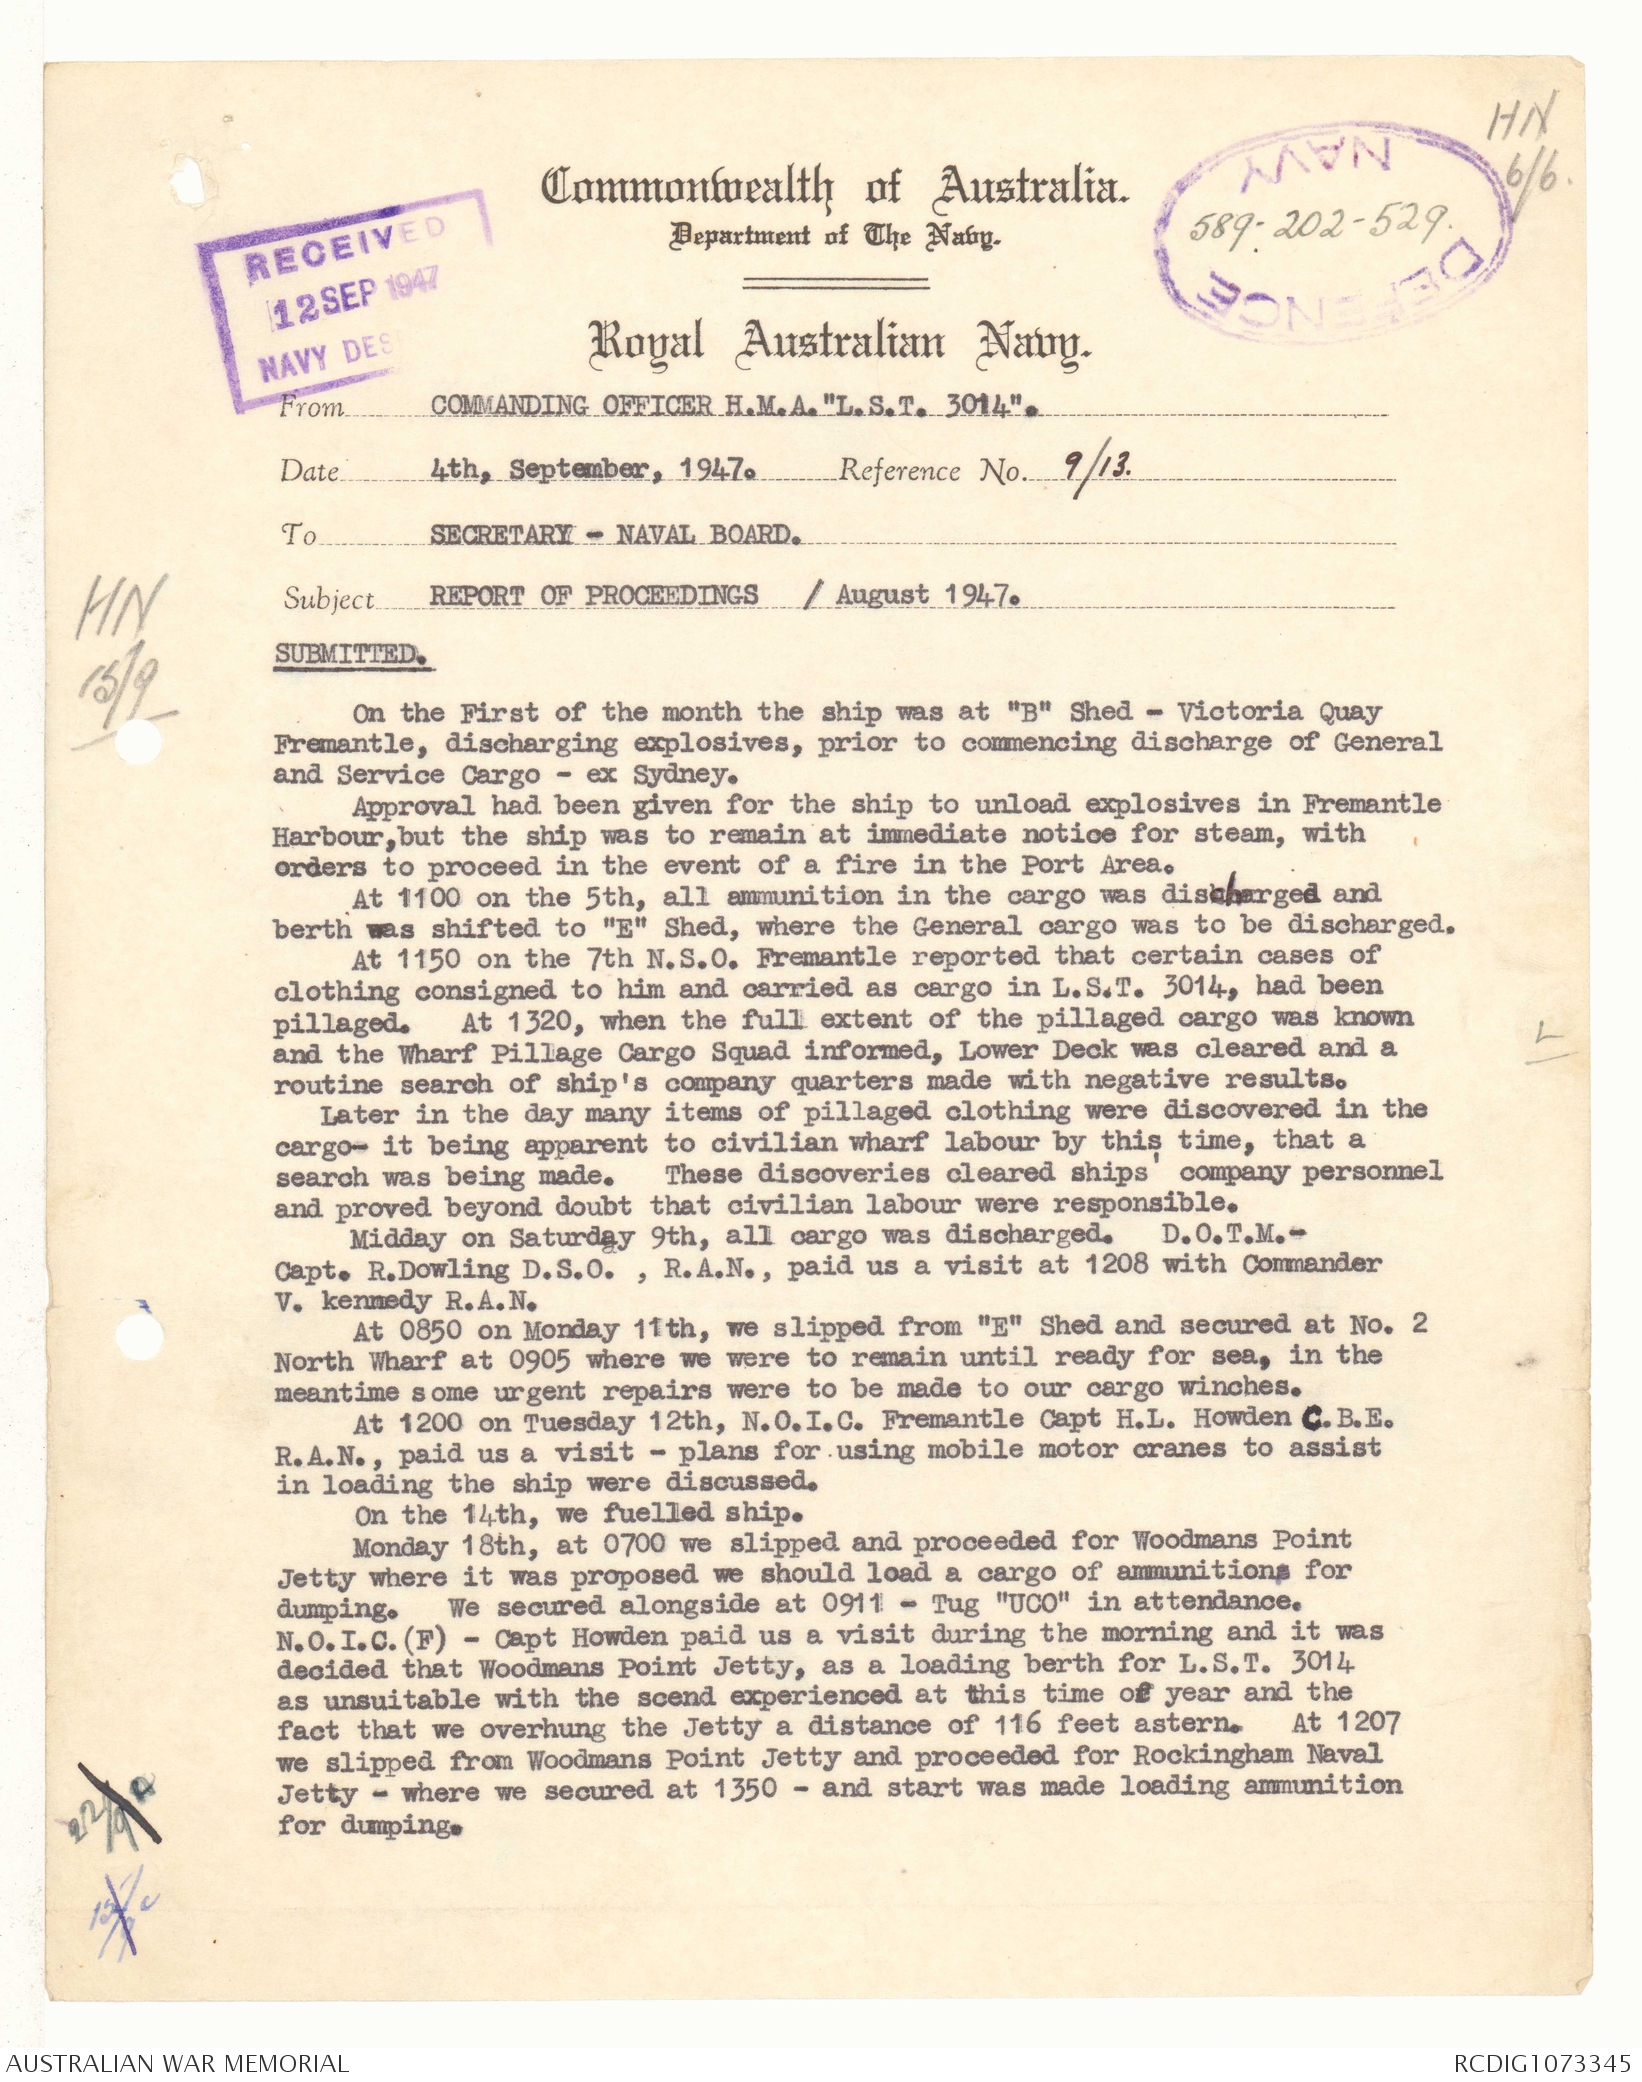 HN
6/6.
Commonwealth of Australia.
Department of The Navy.
RECEIVED
12 SEP 1947
NAVY DES
NAVY
589-202-529.
DEFENCE
Royal Australian Navy.
From COMMANDING OFFICER H.M.A."L.S.T. 3014".
Date 4th, September, 1947. Reference No. 9/13.
To SECRETARY - NAVAL BOARD.
Subject REPORT OF PROCEEDINGS / August 1947.
HN
15/9
SUBMITTED.
On the First of the month the ship was at "B" Shed - Victoria Quay
Fremantle, discharging explosives, prior to commencing discharge of General
and Service Cargo - ex Sydney.
Approval had been given for the ship to unload explosives in Fremantle
Harbour,but the ship was to remain at immediate notice for steam, with
orders to proceed in the event of a fire in the Port Area.
At 1100 on the 5th, all ammunition in the cargo was discharged and
berth was shifted to "E" Shed, where the General cargo was to be discharged.
At 1150 on the 7th N.S.O. Fremantle reported that certain cases of
clothing consigned to him and carried as cargo in L.S.T. 3014, had been
pillaged. At 1320, when the full extent of the pillaged cargo was known
and the Wharf Pillage Cargo Squad informed, Lower Deck was cleared and a
routine search of ship's company quarters made with negative results.
Later in the day many items of pillaged clothing were discovered in the
cargo- it being apparent to civilian wharf labour by this time, that a
search was being made. These discoveries cleared ships' company personnel
and proved beyond doubt that civilian labour were responsible.
Midday on Saturday 9th, all cargo was discharged. D.O.T.M.-
Capt. R.Dowling D.S.O. , R.A.N., paid us a visit at 1208 with Commander
V. kennedy R.A.N.
At 0850 on Monday 11th, we slipped from "E" Shed and secured at No. 2
North Wharf at 0905 where we were to remain until ready for sea, in the
meantime some urgent repairs were to be made to our cargo winches.
At 1200 on Tuesday 12th, N.O.I.C. Fremantle Capt H.L. Howden C.B.E.
R.A.N., paid us a visit - plans for using mobile motor cranes to assist
in loading the ship were discussed.
On the 14th, we fuelled ship.
Monday 18th, at 0700 we slipped and proceeded for Woodmans Point
Jetty where it was proposed we should load a cargo of ammunitions for
dumping. We secured alongside at 0911 - Tug "UCO" in attendance.
N.O.I.C.(F) - Capt Howden paid us a visit during the morning and it was
decided that Woodmans Point Jetty, as a loading berth for L.S.T. 3014
as unsuitable with the scend experienced at this time of year and the
fact that we overhung the Jetty a distance of 116 feet astern. At 1207
we slipped from Woodmans Point Jetty and proceeded for Rockingham Naval
Jetty - where we secured at 1350 - and start was made loading ammunition
for dumping.
22/9
AUSTRALIAN WAR MEMORIAL
RCDIG1073345